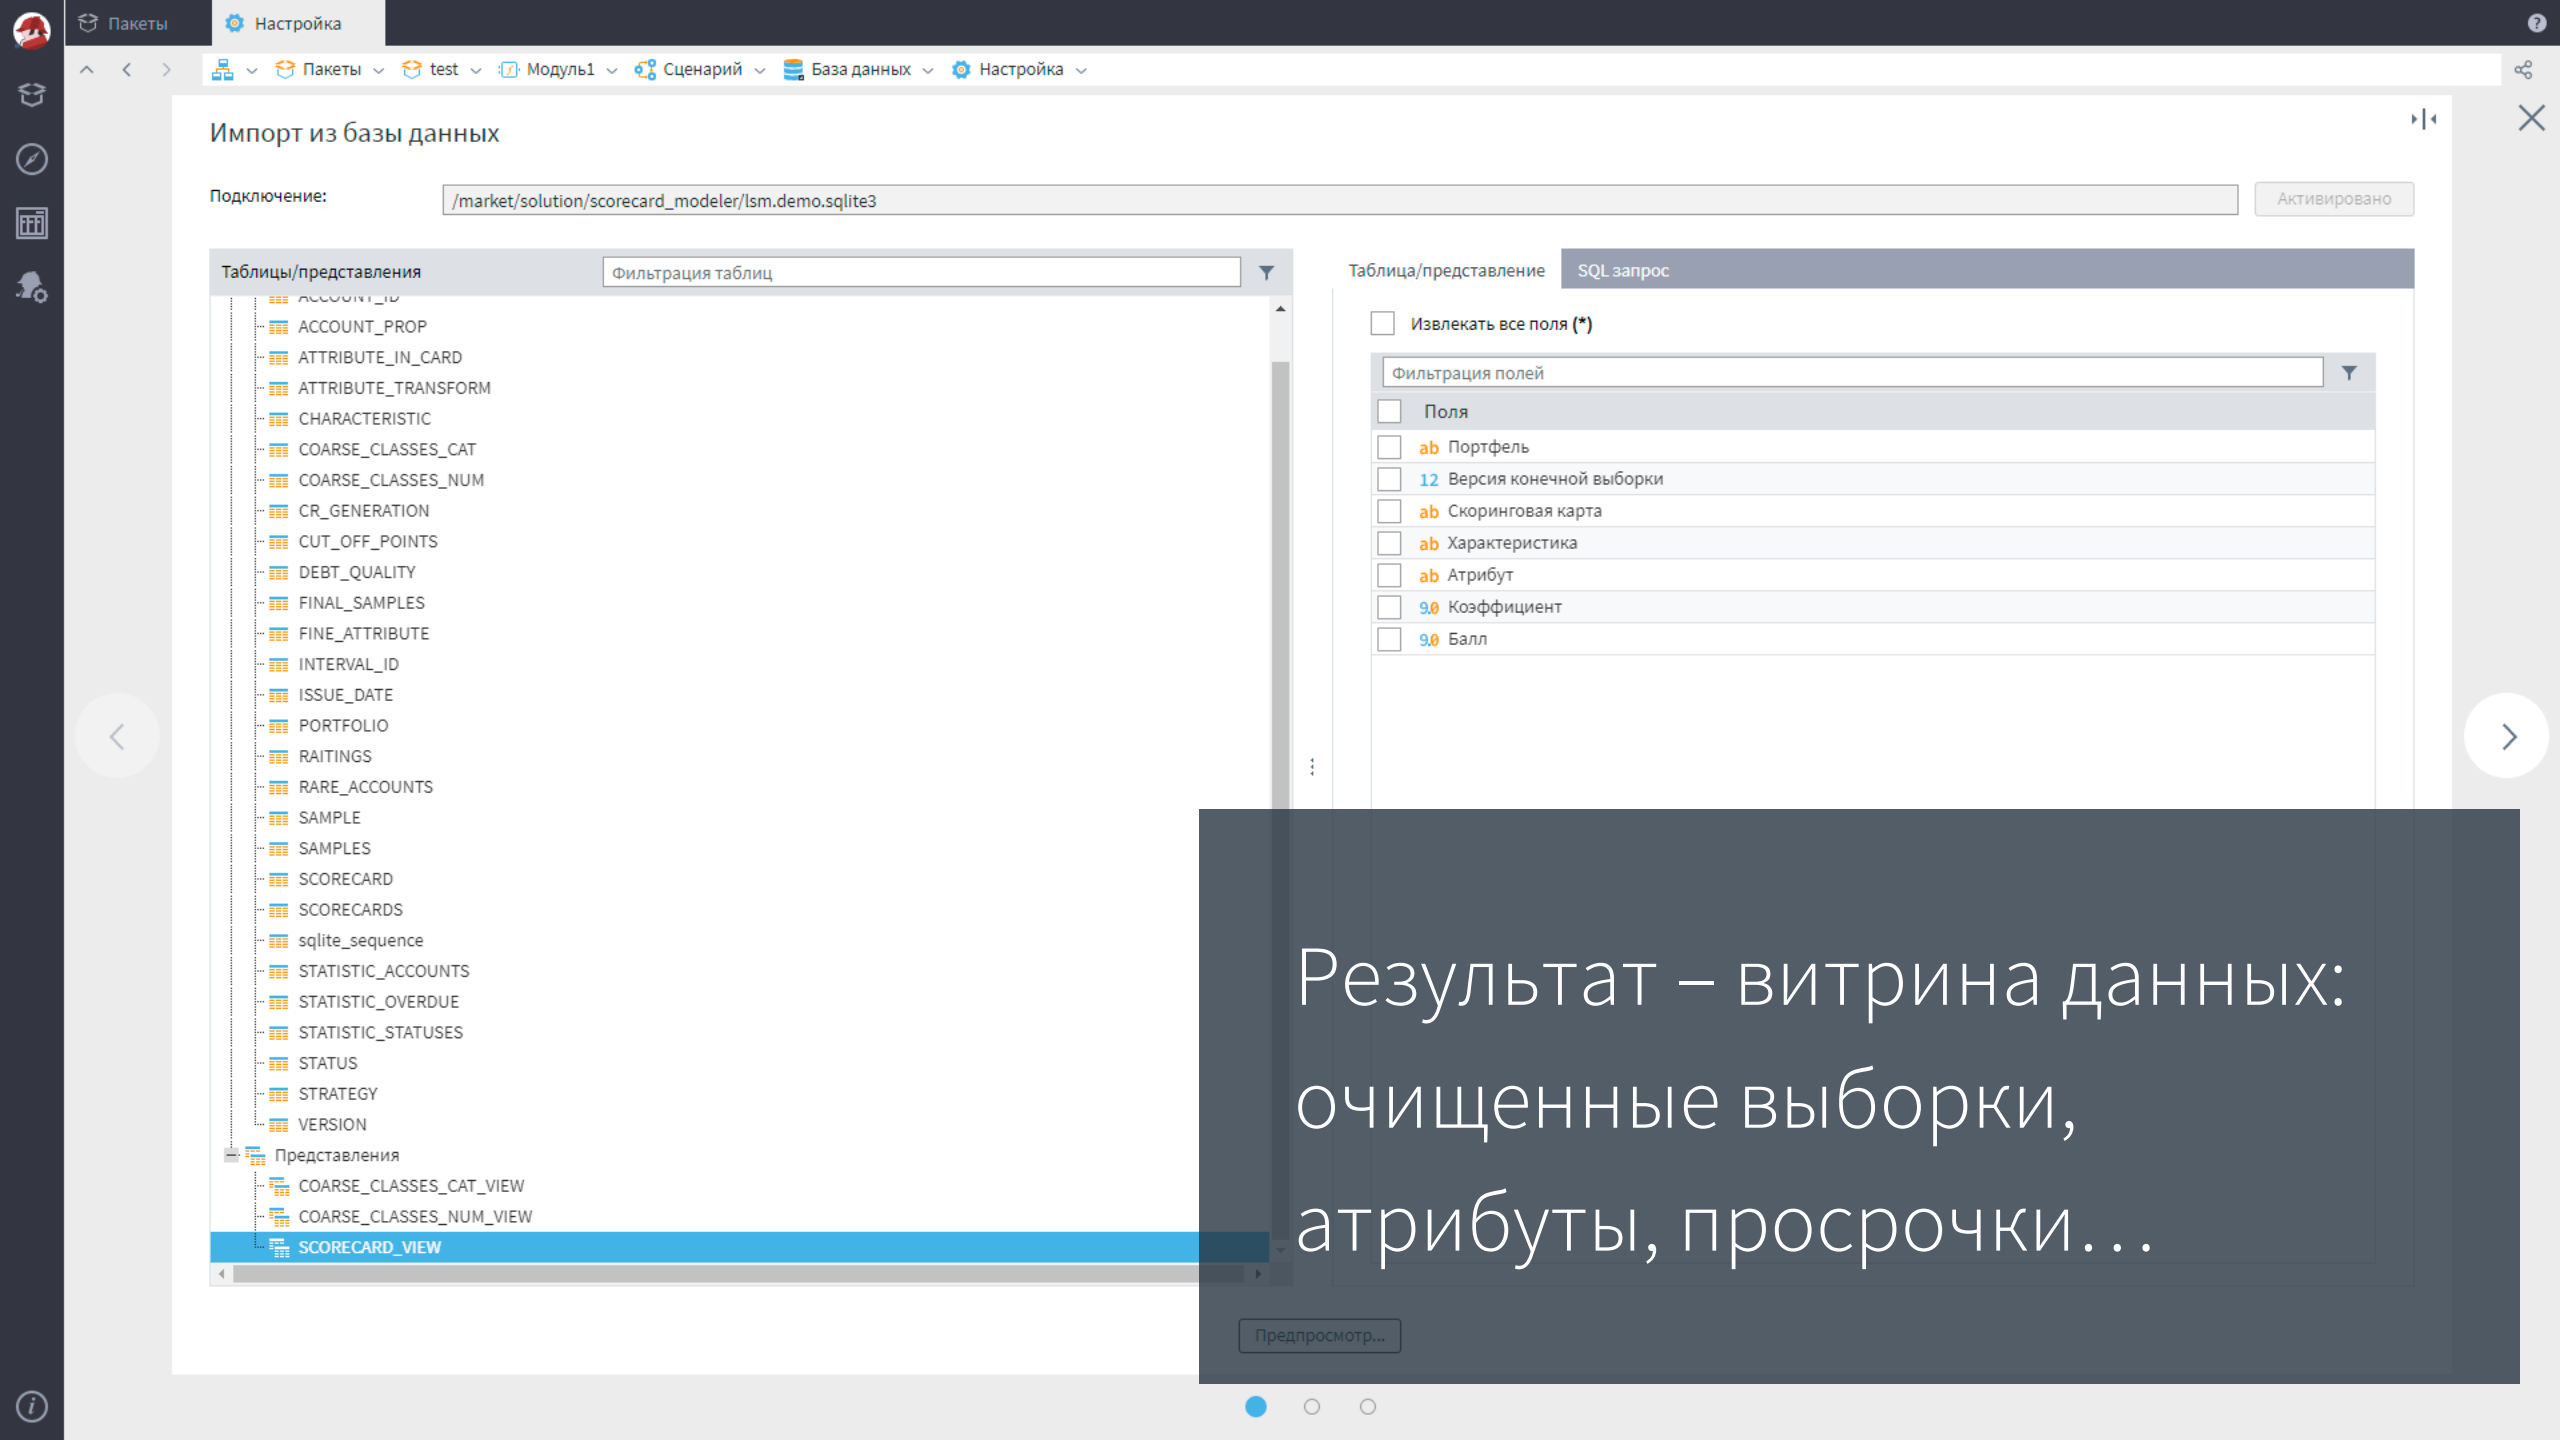 Пакеты
Настройка
Пакеты
test
Модуль1
Сценарий
База данных
Настройка
Импорт из базы данных
Подключение:
/market/solution/scorecard_modeler/lsm.demo.sqlite3
Активировано
Таблицы/представления
Фильтрация таблиц
ACCOUNT_ID
ACCOUNT_PROP
ATTRIBUTE_IN_CARD
ATTRIBUTE_TRANSFORM
CHARACTERISTIC
COARSE_CLASSES_CAT
COARSE_CLASSES_NUM
CR_GENERATION
CUT_OFF_POINTS
DEBT_QUALITY
FINAL_SAMPLES
FINE_ATTRIBUTE
INTERVAL_ID
ISSUE_DATE
PORTFOLIO
RAITINGS
RARE_ACCOUNTS
SAMPLE
SAMPLES
SCORECARD
SCORECARDS
sqlite_sequence
STATISTIC_ACCOUNTS
STATISTIC_OVERDUE
STATISTIC_STATUSES
STATUS
STRATEGY
VERSION
Представления
COARSE_CLASSES_CAT_VIEW
COARSE_CLASSES_NUM_VIEW
SCORECARD_VIEW
Таблица/представление
SQL запрос
Извлекать все поля (*)
Фильтрация полей
Поля
ab Портфель
12 Версия конечной выборки
ab Скоринговая карта
ab Характеристика
ab Атрибут
9.0 Коэффициент
9.0 Балл
Результат – витрина данных:
очищенные выборки,
атрибуты, просрочки…
Предпросмотр...